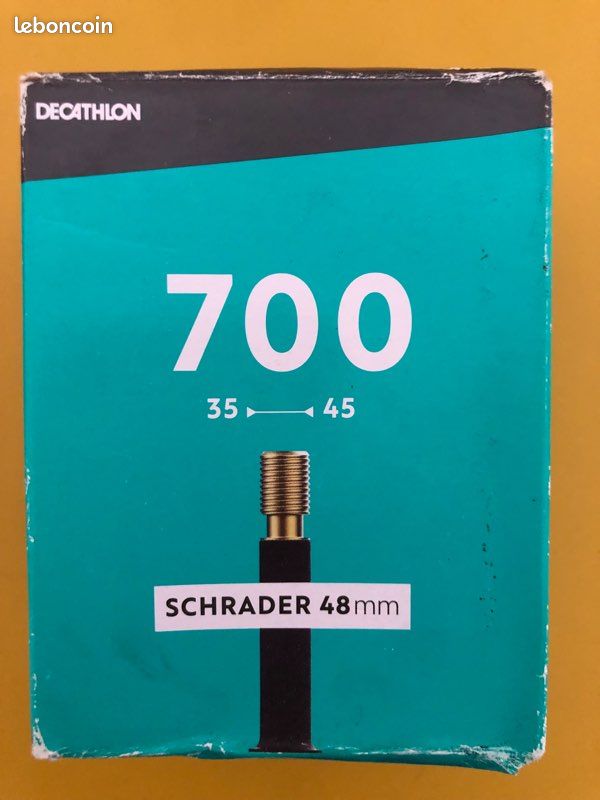 leboncoin
DECATHLON
700
35 45
SCHRADER 48mm